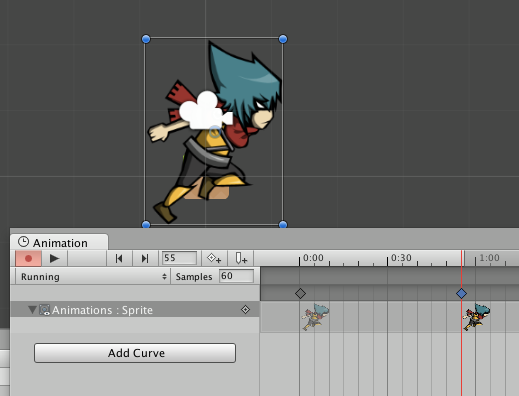 Animation
55 0:00 0:30 1:00
Running Samples 60
Animations : Sprite
Add Curve